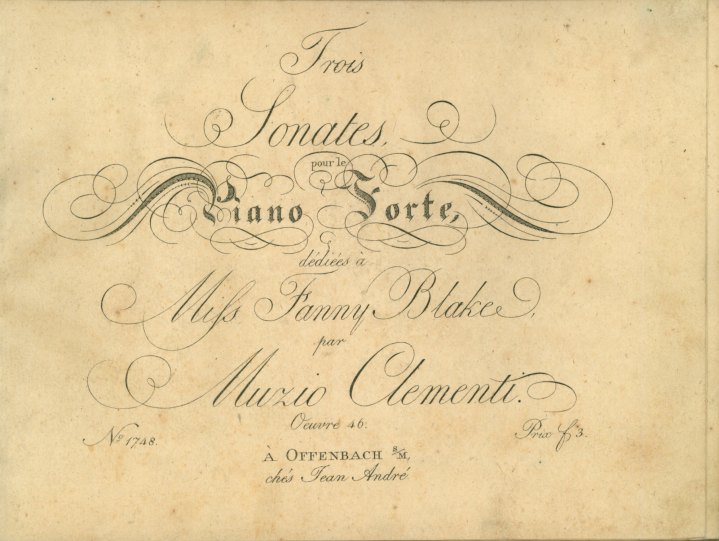 Trois
Sonates,
pour le
Piano Forte,
dédiées à
Miſs Fanny Blake,
par
Muzio Clementi.
Oeuvre 46.
No. 1748.
Prix f 3.
À OFFENBACH s/M,
chés Jean André